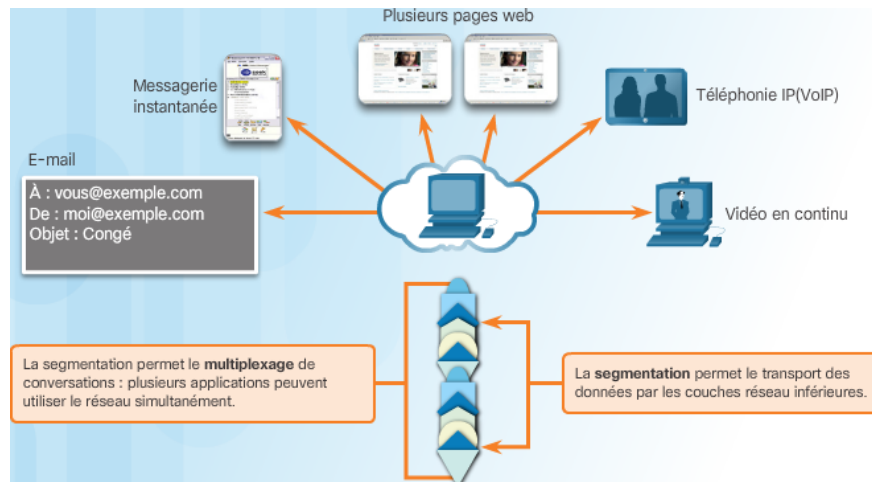 Plusieurs pages web
Messagerie
instantanée
Téléphonie IP(VoIP)
E-mail
À : vous@exemple.com
De : moi@exemple.com
Objet : Congé
Vidéo en continu
La segmentation permet le multiplexage de
conversations : plusieurs applications peuvent
utiliser le réseau simultanément.
La segmentation permet le transport des
données par les couches réseau inférieures.